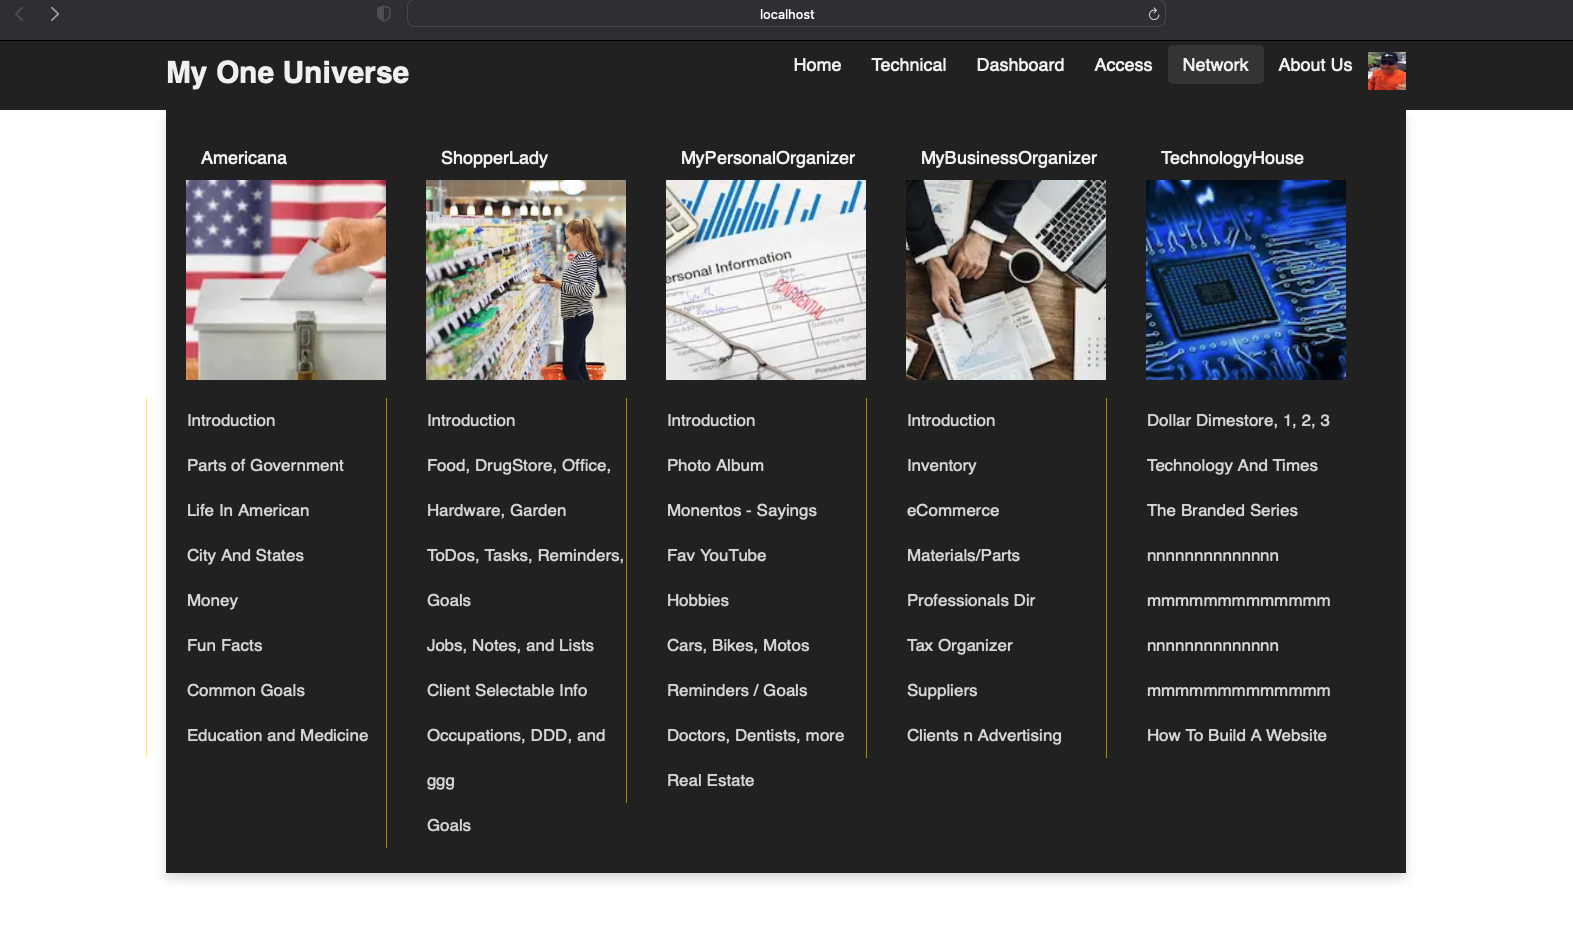 localhost
My One Universe
Home Technical Dashboard Access Network About Us
Americana
ShopperLady
MyPersonalOrganizer
MyBusinessOrganizer
TechnologyHouse
ersonal Information
CONFIDENTIAL
Introduction
Parts of Government
Life In American
City And States
Money
Fun Facts
Common Goals
Education and Medicine
Introduction
Food, DrugStore, Office,
Hardware, Garden
ToDos, Tasks, Reminders,
Goals
Jobs, Notes, and Lists
Client Selectable Info
Occupations, DDD, and
ggg
Goals
Introduction
Photo Album
Monentos - Sayings
Fav YouTube
Hobbies
Cars, Bikes, Motos
Reminders / Goals
Doctors, Dentists, more
Real Estate
Introduction
Inventory
eCommerce
Materials/Parts
Professionals Dir
Tax Organizer
Suppliers
Clients n Advertising
Dollar Dimestore, 1, 2, 3
Technology And Times
The Branded Series
nnnnnnnnnnnnnn
mmmmmmmmmmmmm
nnnnnnnnnnnnnn
mmmmmmmmmmmmm
How To Build A Website